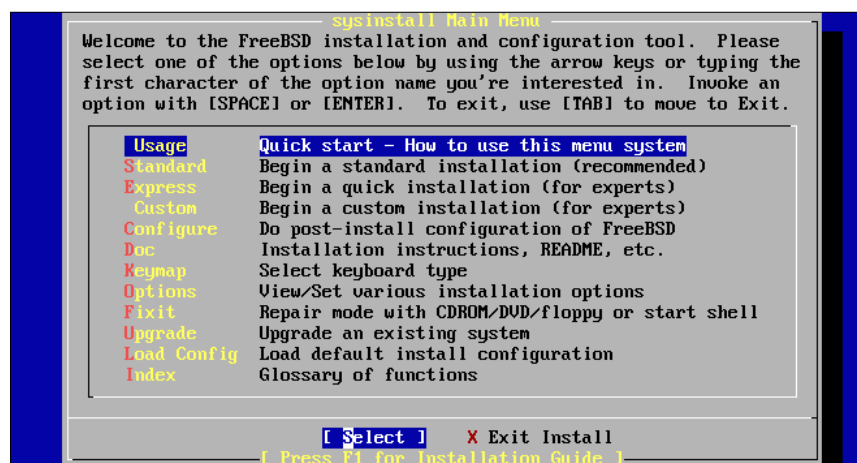 sysinstall Main Menu
Welcome to the FreeBSD installation and configuration tool.  Please
select one of the options below by using the arrow keys or typing the
first character of the option name you're interested in.  Invoke an
option with [SPACE] or [ENTER].  To exit, use [TAB] to move to Exit.
Usage Quick start - How to use this menu system
Standard Begin a standard installation (recommended)
Express Begin a quick installation (for experts)
Custom Begin a custom installation (for experts)
Configure Do post-install configuration of FreeBSD
Doc Installation instructions, README, etc.
Keymap Select keyboard type
Options View/Set various installation options
Fixit Repair mode with CDROM/DVD/floppy or start shell
Upgrade Upgrade an existing system
Load Config Load default install configuration
Index Glossary of functions
[ Select ] X Exit Install
[ Press F1 for Installation Guide ]